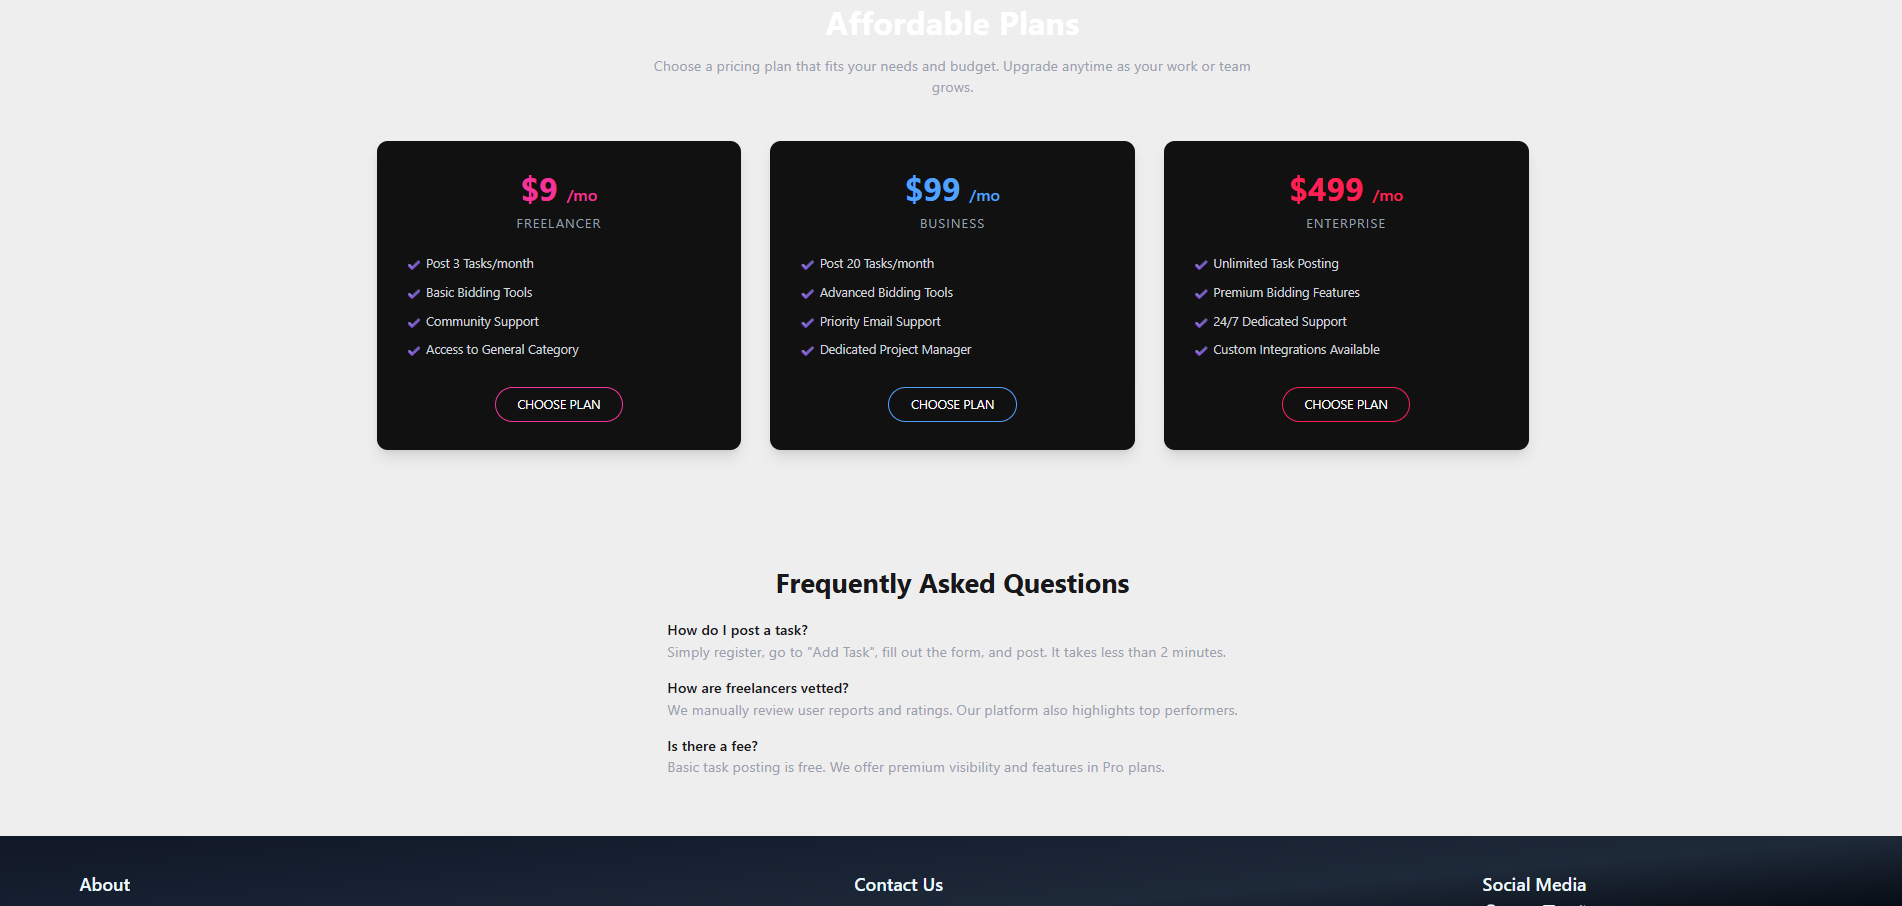 Affordable Plans
Choose a pricing plan that fits your needs and budget. Upgrade anytime as your work or team
grows.
$9 /mo
FREELANCER
Post 3 Tasks/month
Basic Bidding Tools
Community Support
Access to General Category
CHOOSE PLAN
$99 /mo
BUSINESS
Post 20 Tasks/month
Advanced Bidding Tools
Priority Email Support
Dedicated Project Manager
CHOOSE PLAN
$499 /mo
ENTERPRISE
Unlimited Task Posting
Premium Bidding Features
24/7 Dedicated Support
Custom Integrations Available
CHOOSE PLAN
Frequently Asked Questions
How do I post a task?
Simply register, go to "Add Task", fill out the form, and post. It takes less than 2 minutes.
How are freelancers vetted?
We manually review user reports and ratings. Our platform also highlights top performers.
Is there a fee?
Basic task posting is free. We offer premium visibility and features in Pro plans.
About
Contact Us
Social Media